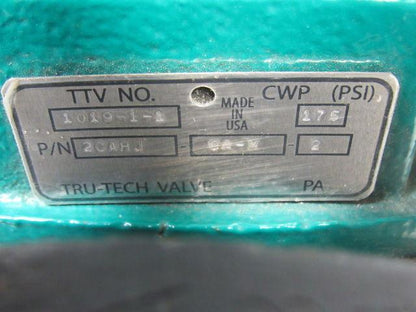 TTV NO. CWP (PSI)
1019-1-1 MADE IN USA 175
P/N 2CAHJ - - 2
TRU-TECH VALVE PA